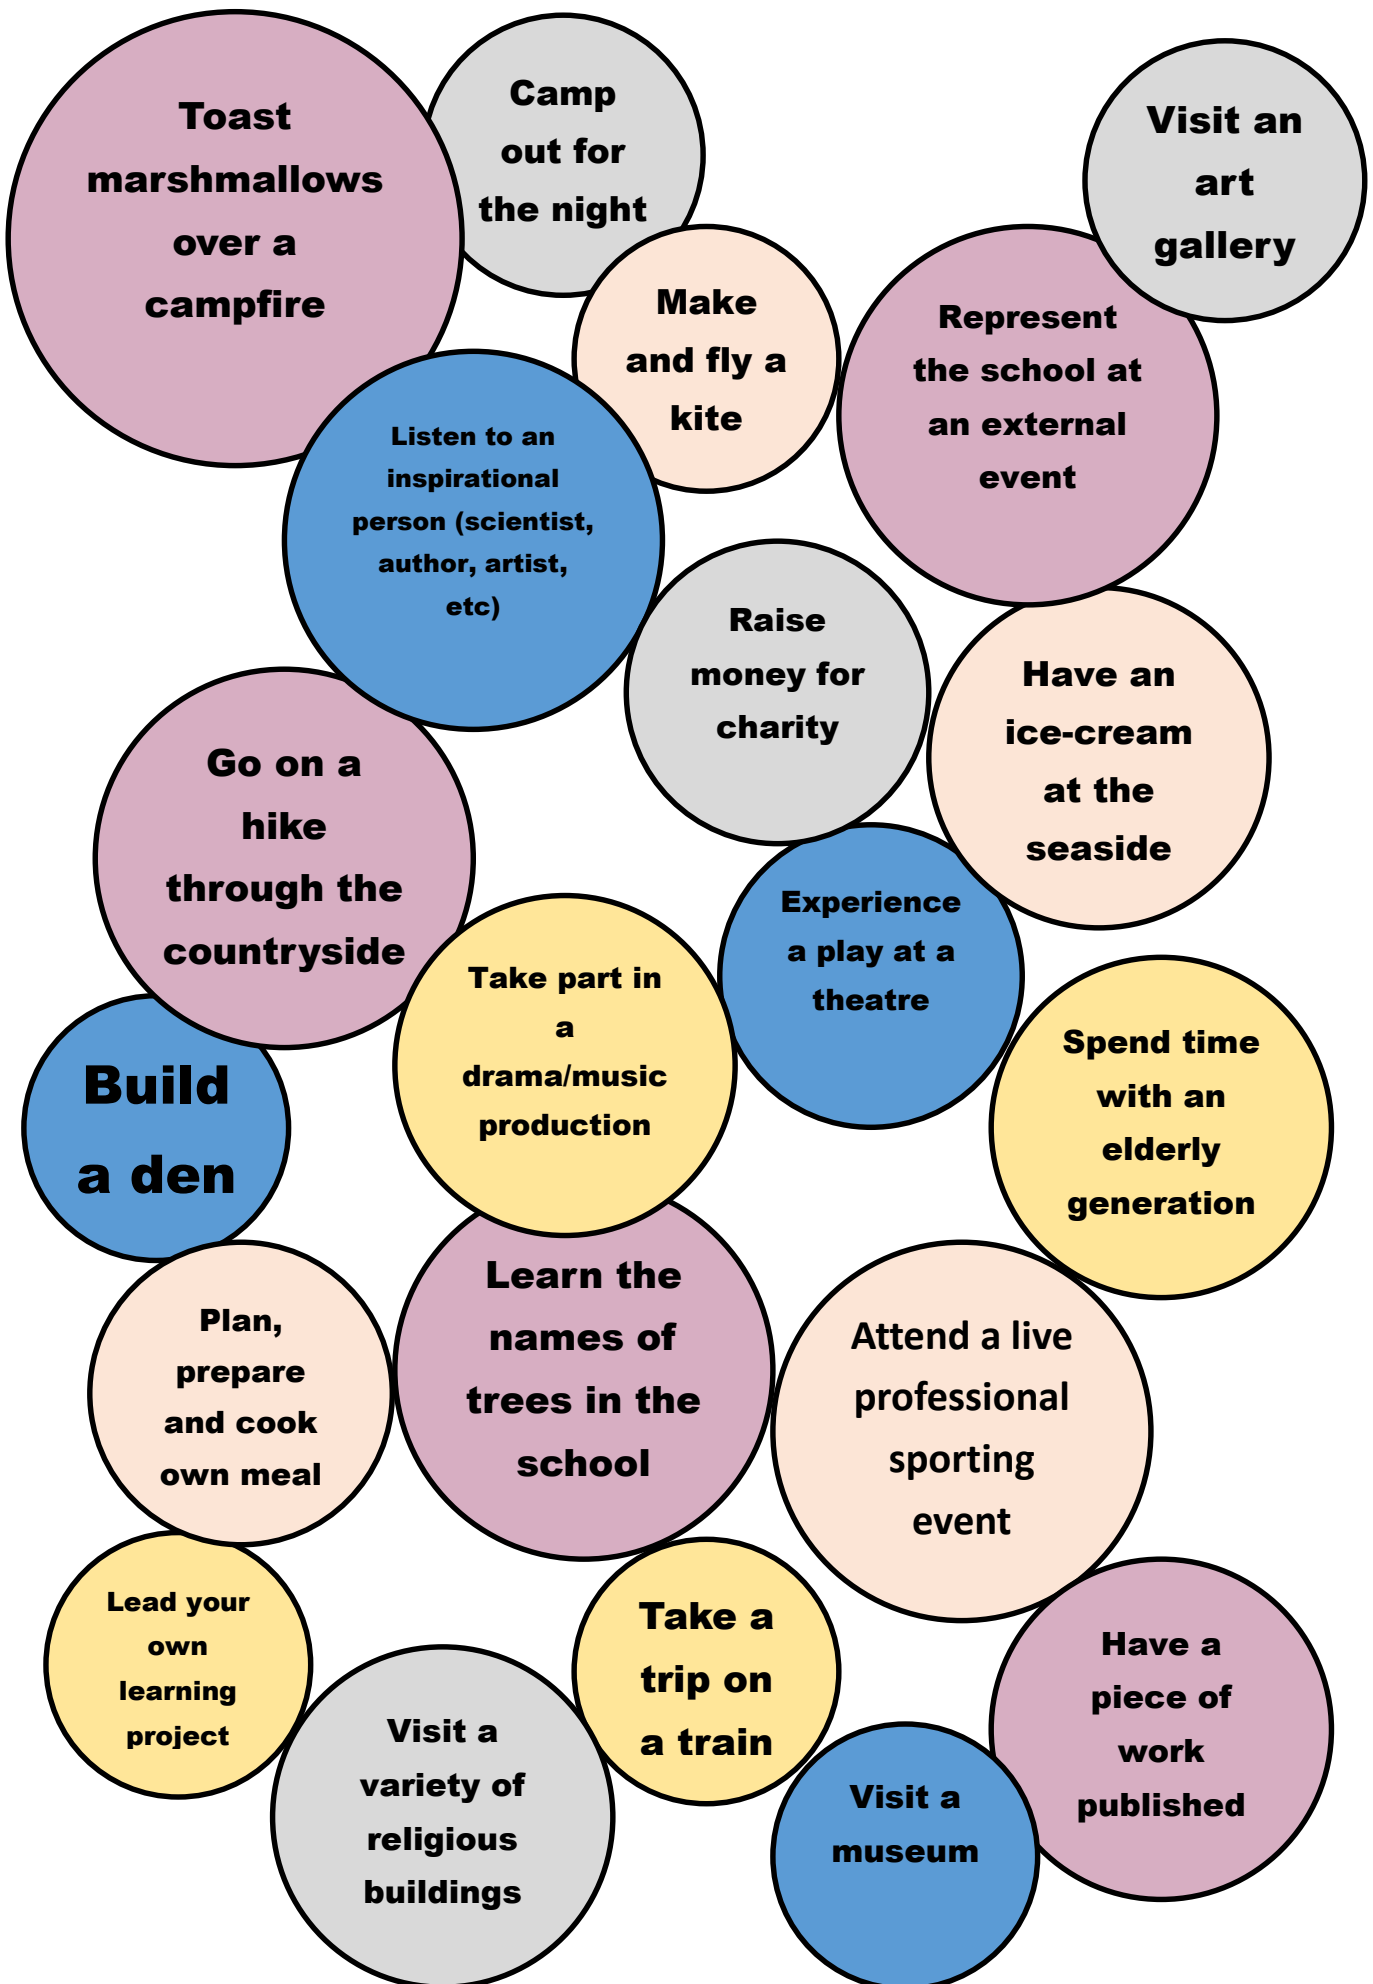 Toast
marshmallows
over a
campfire
Camp
out for
the night
Visit an
art
gallery
Make
and fly a
kite
Represent
the school at
an external
event
Listen to an
inspirational
person (scientist,
author, artist,
etc)
Raise
money for
charity
Have an
ice-cream
at the
seaside
Go on a
hike
through the
countryside
Experience
a play at a
theatre
Take part in
a
drama/music
production
Spend time
with an
elderly
generation
Build
a den
Learn the
names of
trees in the
school
Plan,
prepare
and cook
own meal
Attend a live
professional
sporting
event
Lead your
own
learning
project
Take a
trip on
a train
Have a
piece of
work
published
Visit a
variety of
religious
buildings
Visit a
museum